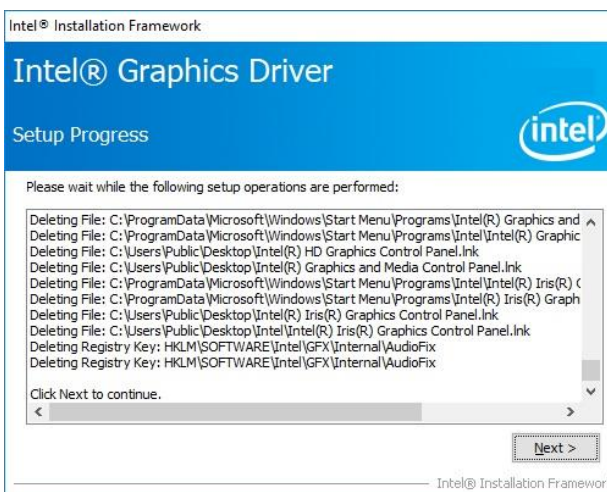 Intel® Installation Framework
Intel® Graphics Driver
Setup Progress
intel
Please wait while the following setup operations are performed:
Deleting File: C:\ProgramData\Microsoft\Windows\Start Menu\Programs\Intel(R) Graphics and
Deleting File: C:\ProgramData\Microsoft\Windows\Start Menu\Programs\Intel\Intel(R) Graphic
Deleting File: C:\Users\Public\Desktop\Intel(R) HD Graphics Control Panel.lnk
Deleting File: C:\Users\Public\Desktop\Intel(R) Graphics and Media Control Panel.lnk
Deleting File: C:\ProgramData\Microsoft\Windows\Start Menu\Programs\Intel\Intel(R) Iris(R) G
Deleting File: C:\ProgramData\Microsoft\Windows\Start Menu\Programs\Intel(R) Iris(R) Graph
Deleting File: C:\Users\Public\Desktop\Intel(R) Iris(R) Graphics Control Panel.lnk
Deleting File: C:\Users\Public\Desktop\Intel\Intel(R) Iris(R) Graphics Control Panel.lnk
Deleting Registry Key: HKLM\SOFTWARE\Intel\GFX\Internal\AudioFix
Deleting Registry Key: HKLM\SOFTWARE\Intel\GFX\Internal\AudioFix
Click Next to continue.
Next >
Intel® Installation Framewor